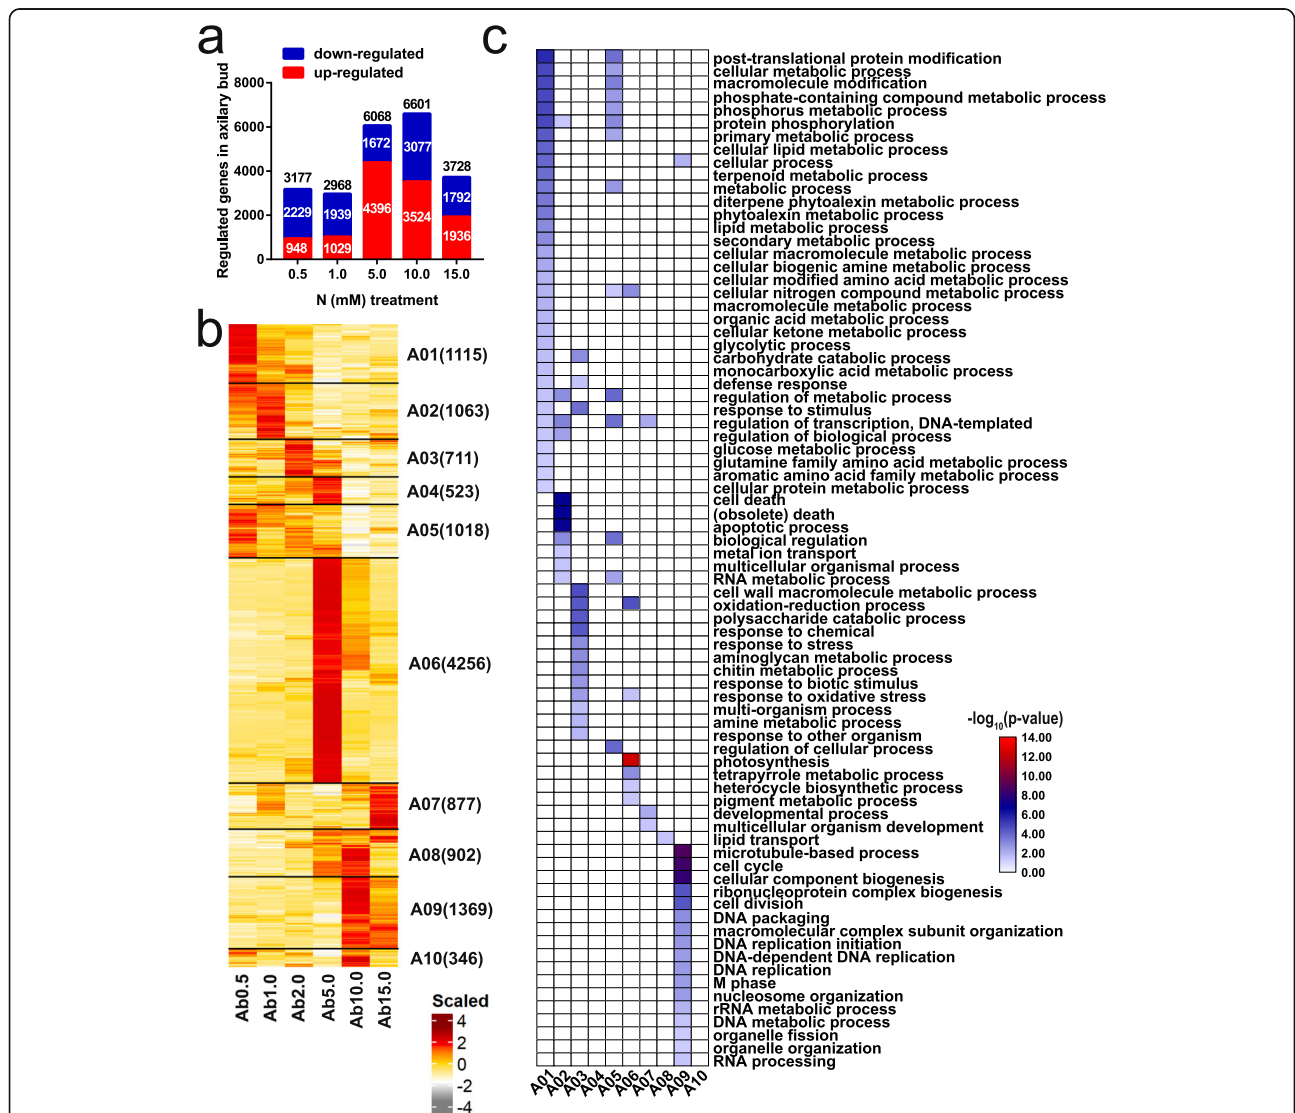 a
down-regulated
up-regulated
Regulated genes in axilary bud
8000
6000
4000
2000
0
3177
2229
948
2968
1939
1029
6068
1672
4396
6601
3077
3524
3728
1792
1936
0.5 1.0 5.0 10.0 15.0
N (mM) treatment
b
A01(1115)
A02(1063)
A03(711)
A04(523)
A05(1018)
A06(4256)
A07(877)
A08(902)
A09(1369)
A10(346)
Ab0.5 Ab1.0 Ab2.0 Ab5.0 Ab10.0 Ab15.0
Scaled
4
2
0
-2
-4
c
post-translational protein modification
cellular metabolic process
macromolecule modification
phosphate-containing compound metabolic process
phosphorus metabolic process
protein phosphorylation
primary metabolic process
cellular lipid metabolic process
cellular process
terpenoid metabolic process
metabolic process
diterpene phytoalexin metabolic process
phytoalexin metabolic process
lipid metabolic process
secondary metabolic process
cellular macromolecule metabolic process
cellular biogenic amine metabolic process
cellular modified amino acid metabolic process
cellular nitrogen compound metabolic process
macromolecule metabolic process
organic acid metabolic process
cellular ketone metabolic process
glycolytic process
carbohydrate catabolic process
monocarboxylic acid metabolic process
defense response
regulation of metabolic process
response to stimulus
regulation of transcription, DNA-templated
regulation of biological process
glucose metabolic process
glutamine family amino acid metabolic process
aromatic amino acid family metabolic process
cellular protein metabolic process
cell death
(obsolete) death
apoptotic process
biological regulation
metal ion transport
multicellular organismal process
RNA metabolic process
cell wall macromolecule metabolic process
oxidation-reduction process
polysaccharide catabolic process
response to chemical
response to stress
aminoglycan metabolic process
chitin metabolic process
response to biotic stimulus
response to oxidative stress
multi-organism process
amine metabolic process
response to other organism
regulation of cellular process
photosynthesis
tetrapyrrole metabolic process
heterocycle biosynthetic process
pigment metabolic process
developmental process
multicellular organism development
lipid transport
microtubule-based process
cell cycle
cellular component biogenesis
ribonucleoprotein complex biogenesis
cell division
DNA packaging
macromolecular complex subunit organization
DNA replication initiation
DNA-dependent DNA replication
DNA replication
M phase
nucleosome organization
rRNA metabolic process
DNA metabolic process
organelle fission
organelle organization
RNA processing
A01 A02 A03 A04 A05 A06 A07 A08 A09 A10
-log10(p-value)
14.00
12.00
10.00
8.00
6.00
4.00
2.00
0.00